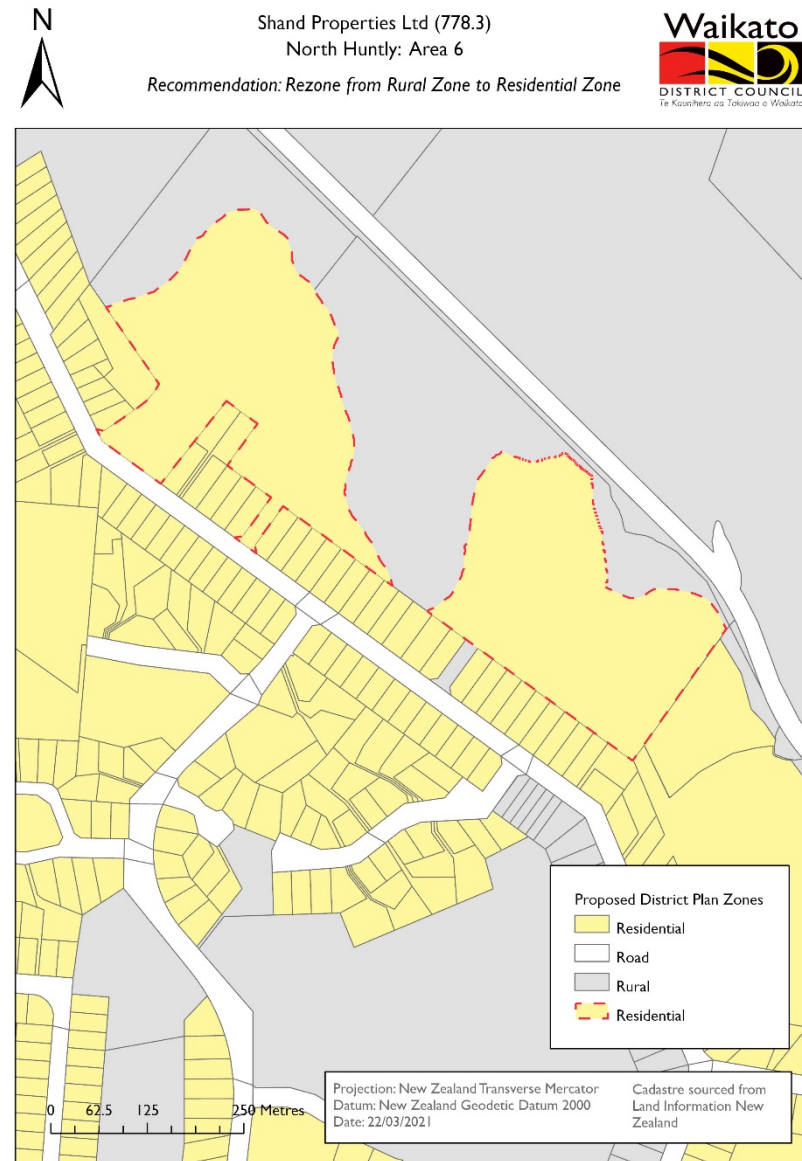 N
Shand Properties Ltd (778.3)
North Huntly: Area 6
Recommendation: Rezone from Rural Zone to Residential Zone
Waikato
DISTRICT COUNCIL
Te Kaunihera aa Takiwaa o Waikato
Proposed District Plan Zones
Residential
Road
Rural
Residential
0 62.5 125 250 Metres
Projection: New Zealand Transverse Mercator
Datum: New Zealand Geodetic Datum 2000
Date: 22/03/2021
Cadastre sourced from
Land Information New
Zealand